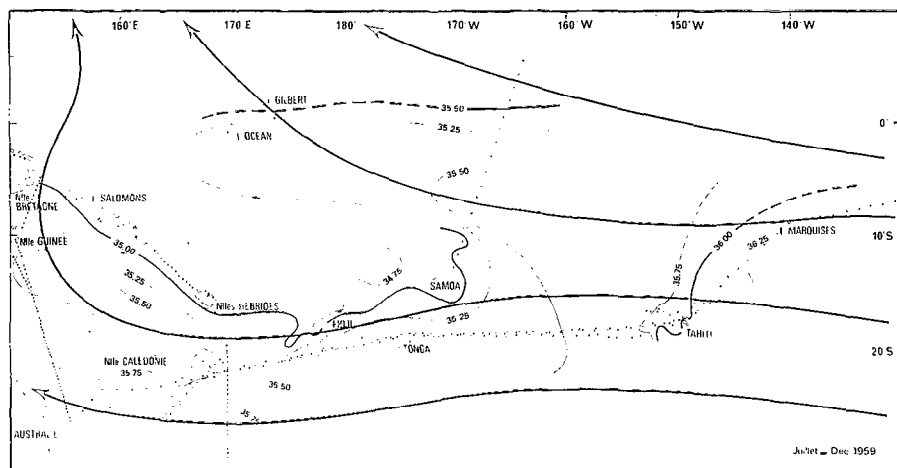 160°E 170°E 180° 170°W 160°W 150°W 140°W
I GILBERT
35.50
I OCEAN
35.25
0°
35.50
Nlle BRETAGNE
I SALOMONS
I MARQUISES
Nlle GUINEE
35.00
36.00
36.25
10°S
35.25
34.75
35.75
35.50
SAMOA
Nlles HEBRIDES
FIDJI
35.25
TAHITI
TONGA
20°S
Nlle CALEDONIE
35.75
35.50
35.75
AUSTRALIE
Juillet _ Dec 1959